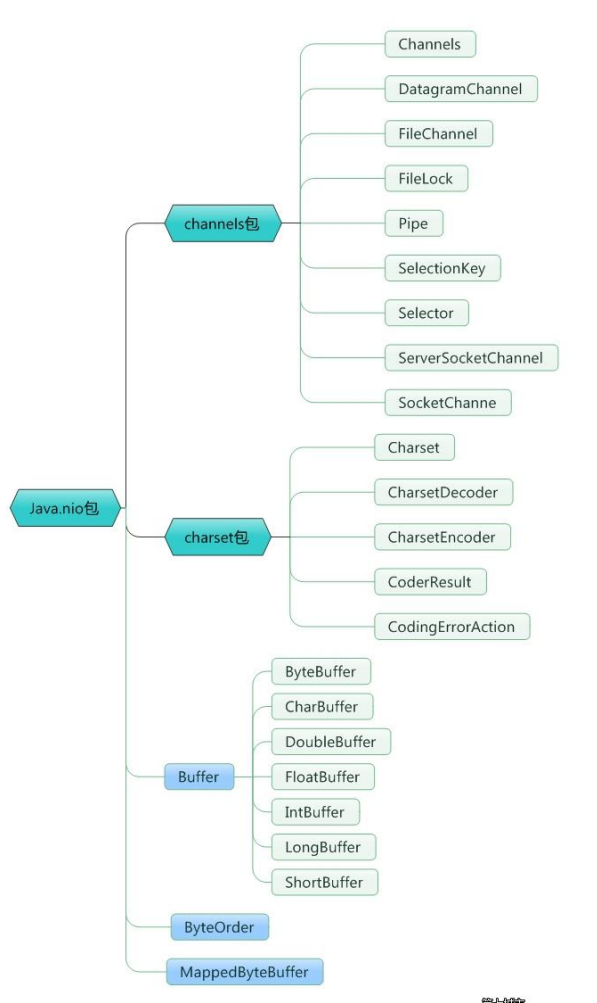 Java.nio包
channels包
Channels
DatagramChannel
FileChannel
FileLock
Pipe
SelectionKey
Selector
ServerSocketChannel
SocketChanne
charset包
Charset
CharsetDecoder
CharsetEncoder
CoderResult
CodingErrorAction
Buffer
ByteBuffer
CharBuffer
DoubleBuffer
FloatBuffer
IntBuffer
LongBuffer
ShortBuffer
ByteOrder
MappedByteBuffer